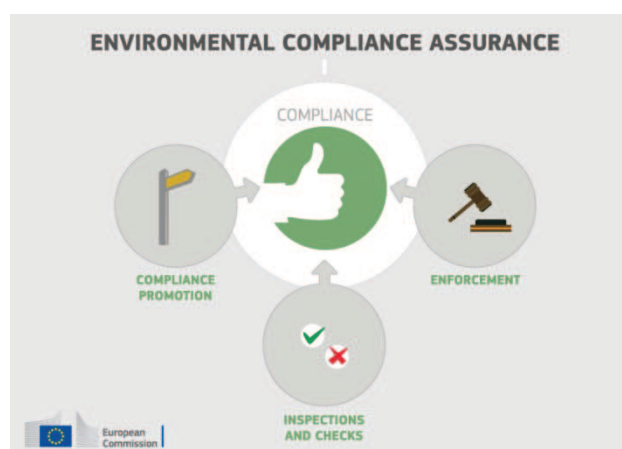 ENVIRONMENTAL COMPLIANCE ASSURANCE
COMPLIANCE
COMPLIANCE
PROMOTION
ENFORCEMENT
INSPECTIONS
AND CHECKS
European
Commission